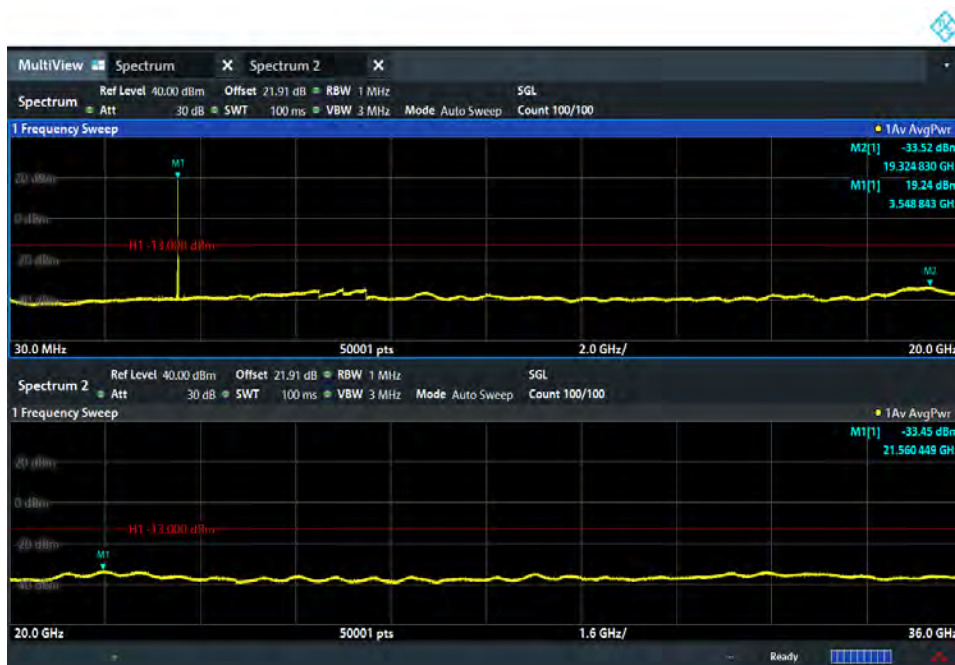 MultiView Spectrum X Spectrum 2 X
Spectrum Ref Level 40.00 dBm Offset 21.91 dB RBW 1 MHz SGL
Att 30 dB SWT 100 ms VBW 3 MHz Mode Auto Sweep Count 100/100
1 Frequency Sweep 1Av AvgPwr
M2[1] -33.52 dBm
19.324 830 GH
M1[1] 19.24 dBm
3.548 843 GH
M1
20 dBm
0 dBm
H1 -13.000 dBm
-20 dBm
M2
-40 dBm
30.0 MHz 50001 pts 2.0 GHz/ 20.0 GHz
Spectrum 2 Ref Level 40.00 dBm Offset 21.91 dB RBW 1 MHz SGL
Att 30 dB SWT 100 ms VBW 3 MHz Mode Auto Sweep Count 100/100
1 Frequency Sweep 1Av AvgPwr
M1[1] -33.45 dBm
21.560 449 GH
20 dBm
0 dBm
H1 -13.000 dBm
-20 dBm
M1
-40 dBm
20.0 GHz 50001 pts 1.6 GHz/ 36.0 GHz
Ready